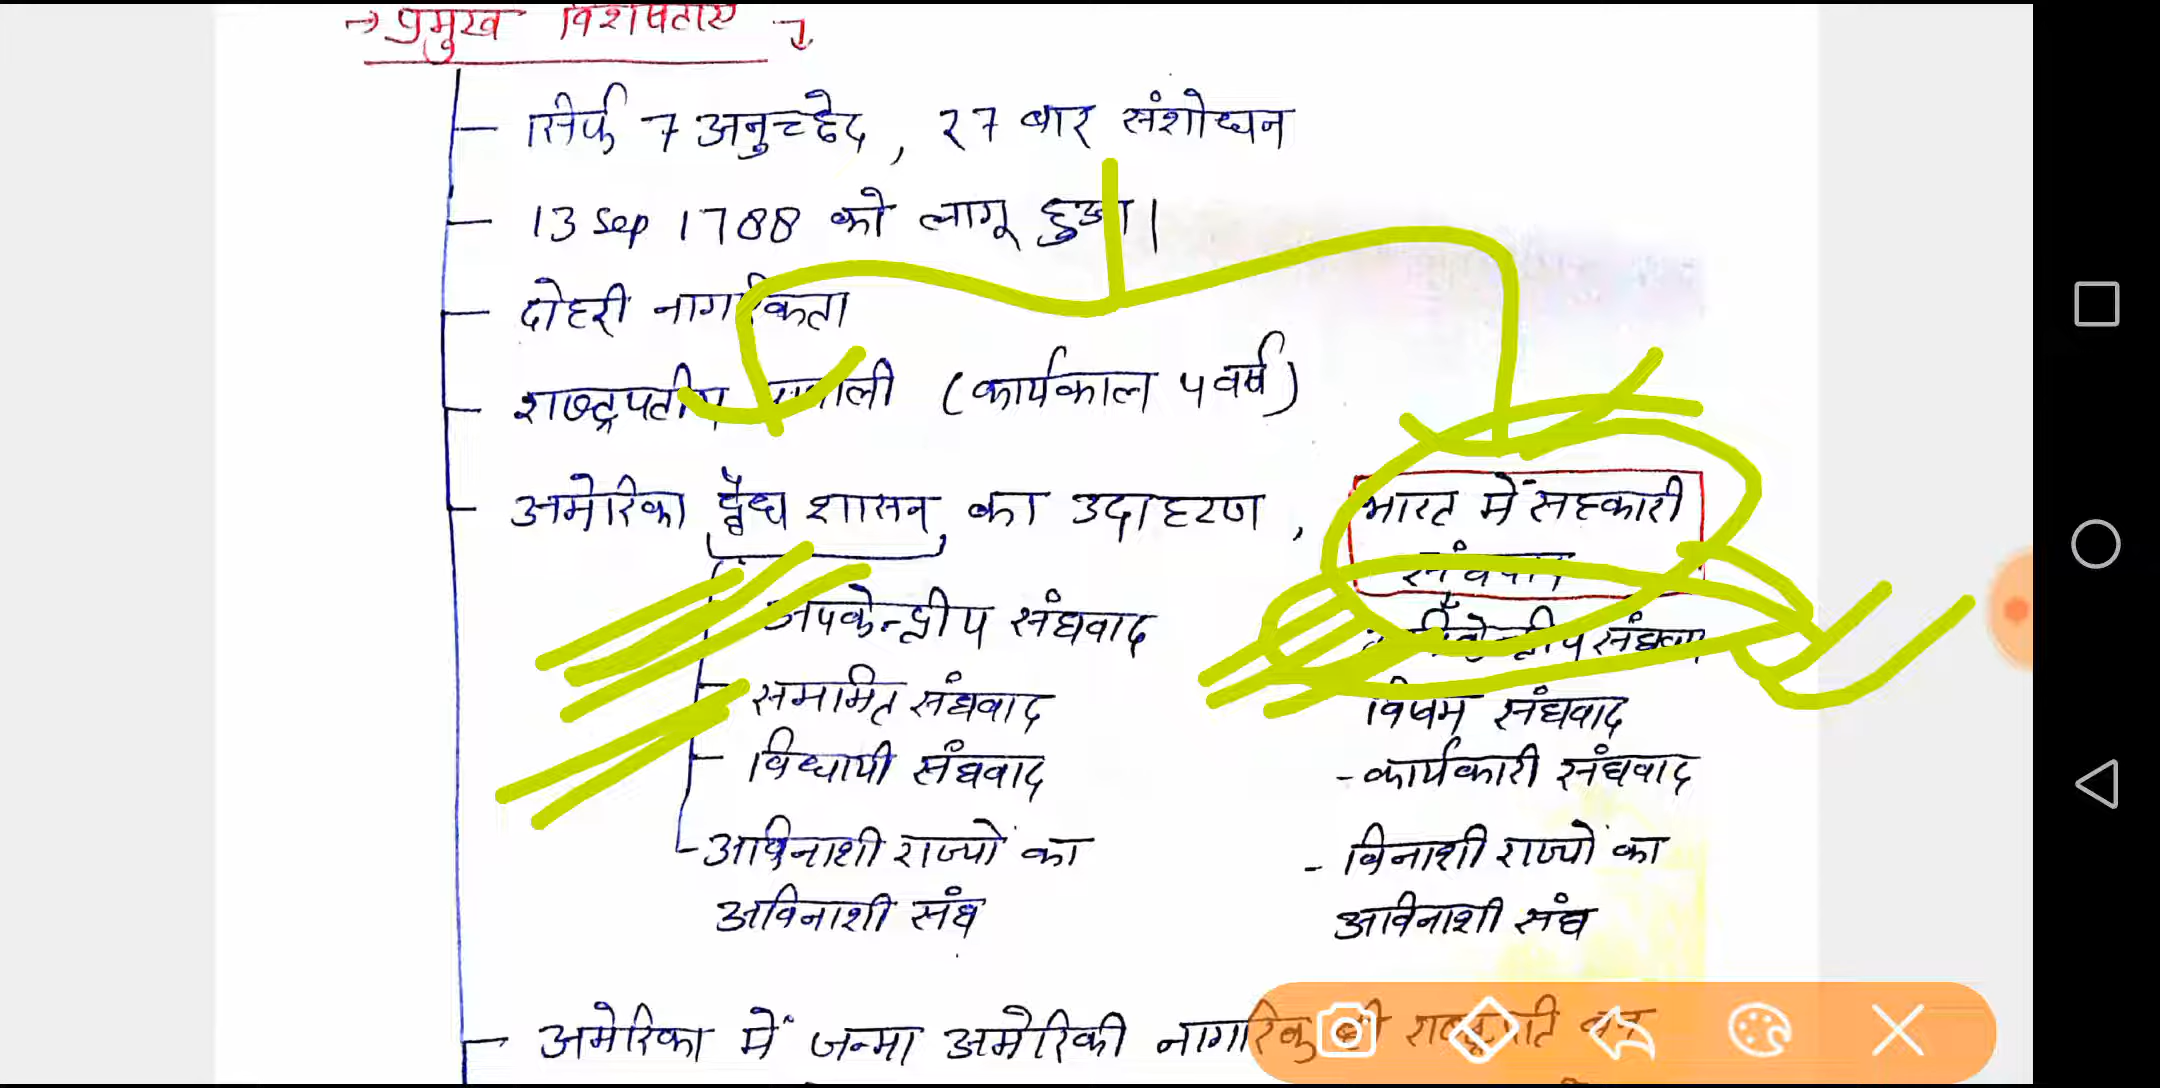 → प्रमुख विशेषताएं
सिर्फ 7 अनुच्छेद, 27 बार संशोधन
13 Sep 1788 को लागू हुआ।
दोहरी नागरिकता
राष्ट्रपतीय प्रणाली (कार्यकाल 4 वर्ष)
अमेरिका द्वैध शासन का उदाहरण, भारत में सहकारी
संघवाद
अपकेन्द्रीय संघवाद
समामित संघवाद विषम संघवाद
विधायी संघवाद - कार्यकारी संघवाद
- अविनाशी राज्यों का - विनाशी राज्यों का
अविनाशी संघ अविनाशी संघ
अमेरिका में जन्मा अमेरिकी नागरिक ही राष्ट्रपति